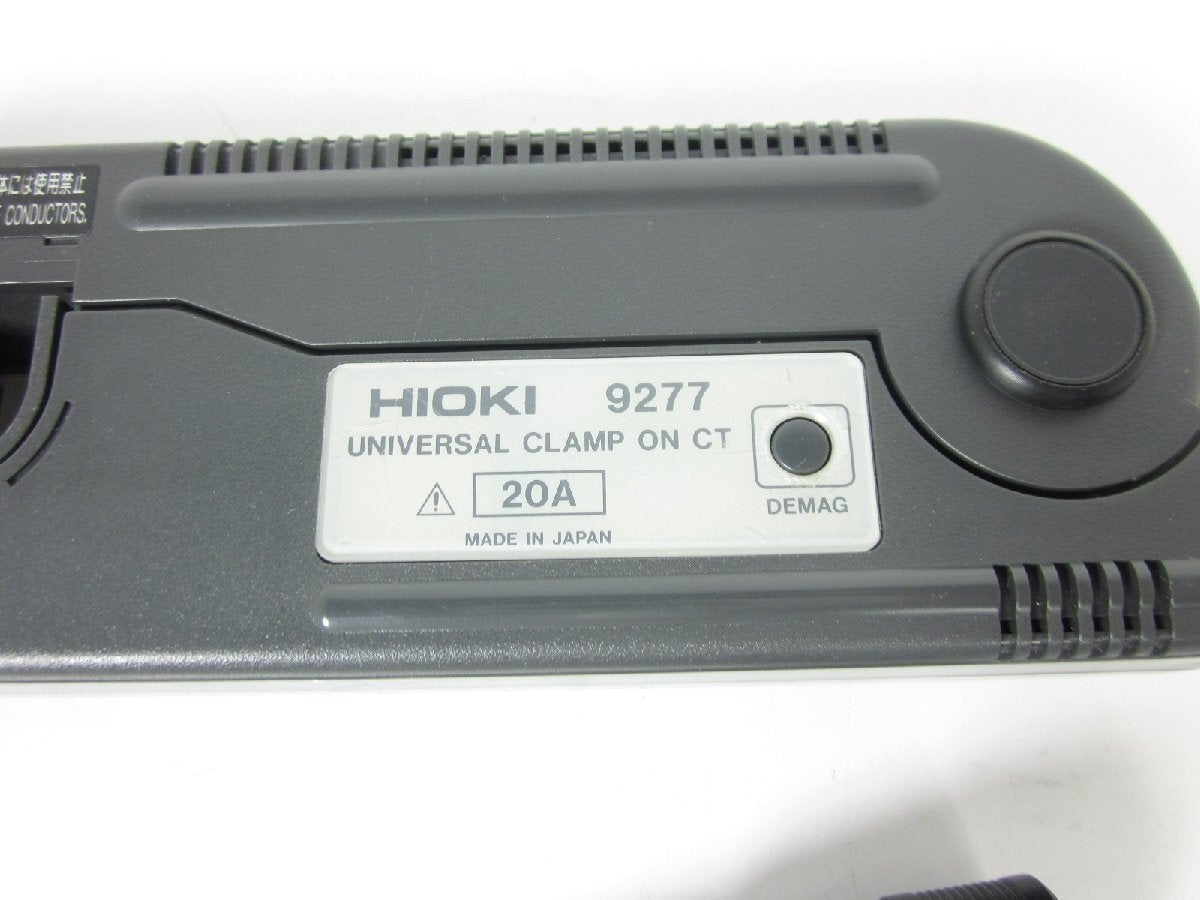 体には使用禁止
CONDUCTORS.
HIOKI 9277
UNIVERSAL CLAMP ON CT
20A
DEMAG
MADE IN JAPAN